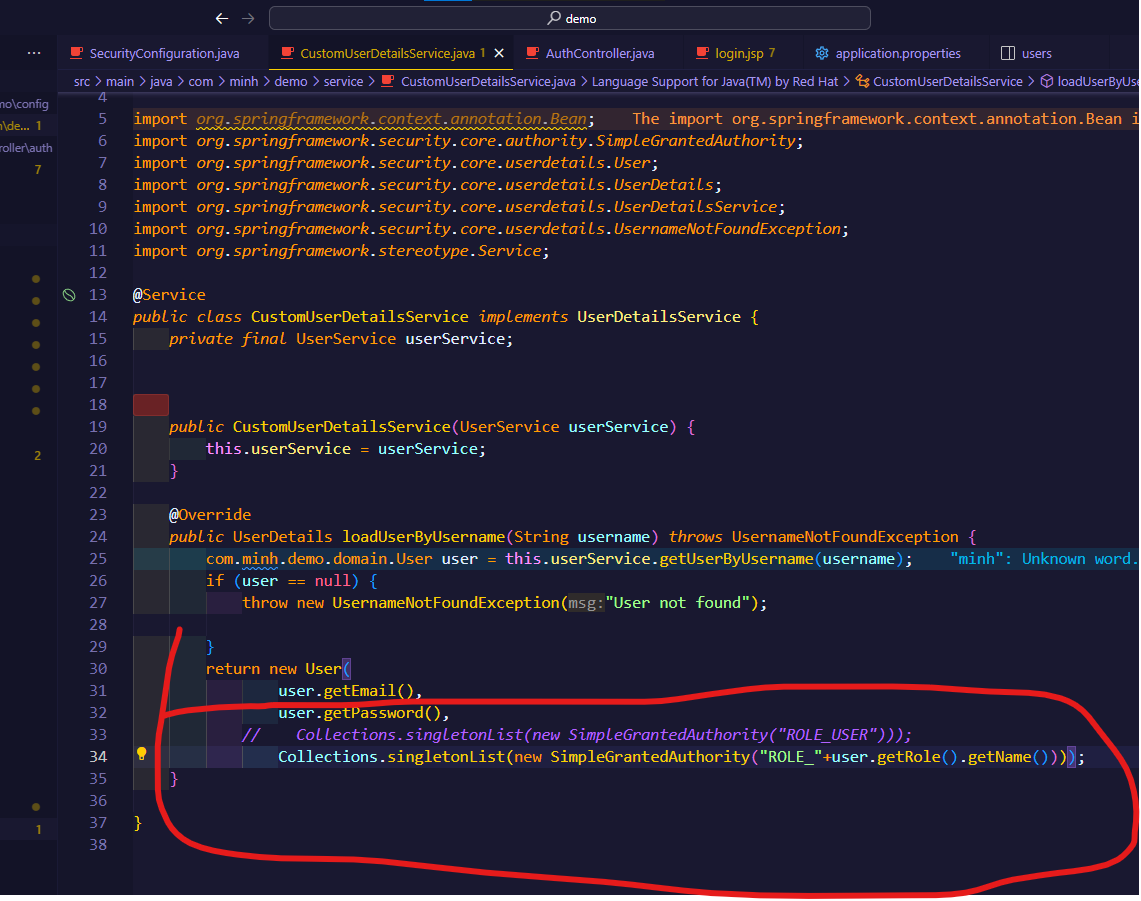 demo
SecurityConfiguration.java
CustomUserDetailsService.java 1
AuthController.java
login.jsp 7
application.properties
users
src > main > java > com > minh > demo > service > CustomUserDetailsService.java > Language Support for Java(TM) by Red Hat > CustomUserDetailsService > loadUserByUse
mo\config
n\de... 1
roller\auth
7
2
1
4
5 import org.springframework.context.annotation.Bean; The import org.springframework.context.annotation.Bean i
6 import org.springframework.security.core.authority.SimpleGrantedAuthority;
7 import org.springframework.security.core.userdetails.User;
8 import org.springframework.security.core.userdetails.UserDetails;
9 import org.springframework.security.core.userdetails.UserDetailsService;
10 import org.springframework.security.core.userdetails.UsernameNotFoundException;
11 import org.springframework.stereotype.Service;
12
13 @Service
14 public class CustomUserDetailsService implements UserDetailsService {
15 private final UserService userService;
16
17
18
19 public CustomUserDetailsService(UserService userService) {
20 this.userService = userService;
21 }
22
23 @Override
24 public UserDetails loadUserByUsername(String username) throws UsernameNotFoundException {
25 com.minh.demo.domain.User user = this.userService.getUserByUsername(username); "minh": Unknown word.
26 if (user == null) {
27 throw new UsernameNotFoundException(msg:"User not found");
28
29 }
30 return new User(
31 user.getEmail(),
32 user.getPassword(),
33 // Collections.singletonList(new SimpleGrantedAuthority("ROLE_USER")));
34 Collections.singletonList(new SimpleGrantedAuthority("ROLE_"+user.getRole().getName())));
35 }
36
37 }
38